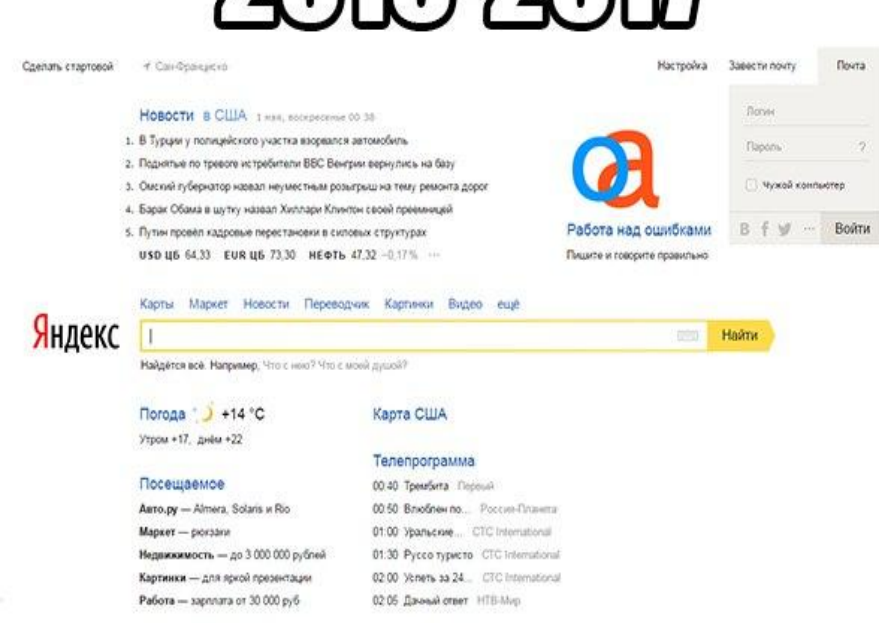 2016-2017
Сделать стартовой Сан-Франциско Настройка Завести почту Почта
Новости в США 1 мая, воскресенье 00 38
1. В Турции у полицейского участка взорвался автомобиль
2. Поднятые по тревоге истребители ВВС Венгрии вернулись на базу
3. Омский губернатор назвал неуместным розыгрыш на тему ремонта дорог
4. Барак Обама в шутку назвал Хиллари Клинтон своей преемницей
5. Путин провёл кадровые перестановки в силовых структурах
USD ЦБ 64,33 EUR ЦБ 73,30 НЕФТЬ 47,32 −0,17% ···
оа
Работа над ошибками
Пишите и говорите правильно
Логин
Пароль ?
Чужой компьютер
В f ··· Войти
Карты Маркет Новости Переводчик Картинки Видео ещё
Яндекс Найти
Найдётся всё. Например, Что с нею? Что с моей душой?
Погода +14 °C
Утром +17, днём +22
Посещаемое
Авто.ру — Almera, Solaris и Rio
Маркет — рюкзаки
Недвижимость — до 3 000 000 рублей
Картинки — для яркой презентации
Работа — зарплата от 30 000 руб
Карта США
Телепрограмма
00:40 Трембита Первый
00:50 Влюблен по... Россия-Планета
01:00 Уральские... СТС International
01:30 Руссо туристо СТС International
02:00 Успеть за 24... СТС International
02:05 Дачный ответ НТВ-Мир